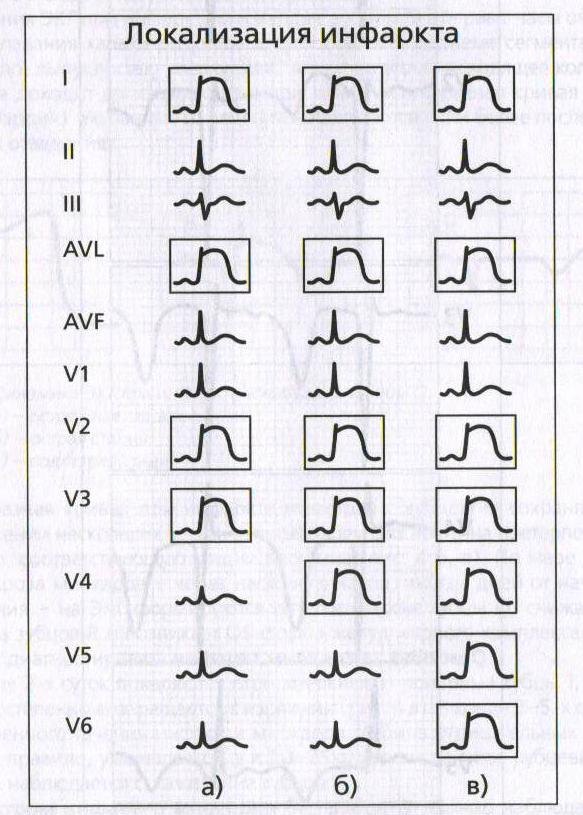 Локализация инфаркта
I
II
III
AVL
AVF
V1
V2
V3
V4
V5
V6
а) б) в)